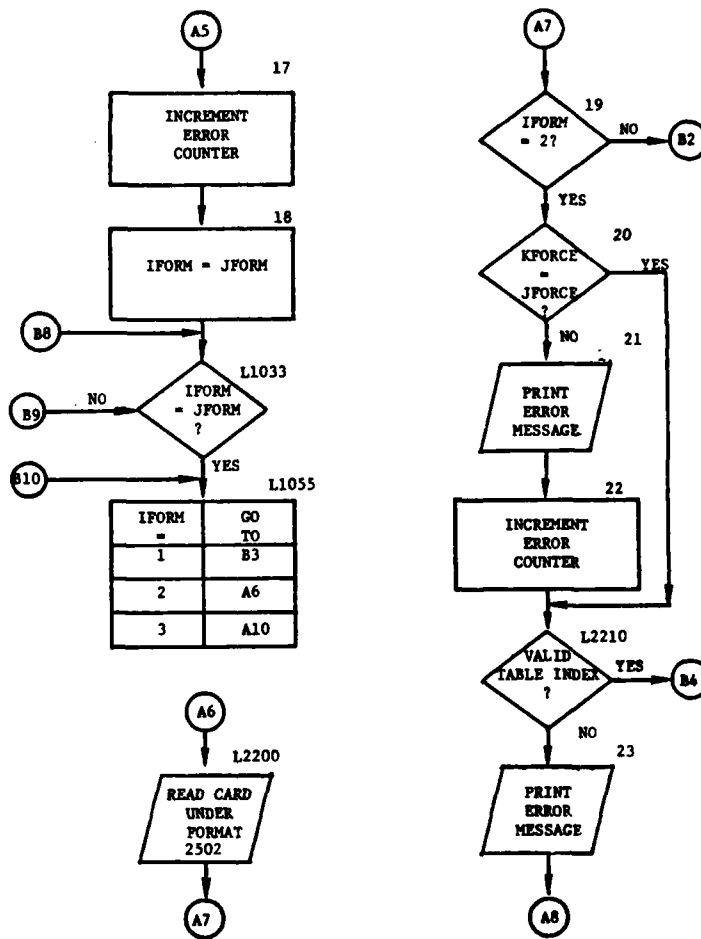 A5
17
INCREMENT
ERROR
COUNTER
18
IFORM = JFORM
B8
L1033
IFORM
= JFORM
?
B9
NO
YES
B10
L1055
IFORM
=
GO
TO
1
B3
2
A6
3
A10
A6
L2200
READ CARD
UNDER
FORMAT
2502
A7
A7
19
IFORM
= 2?
NO
B2
YES
20
KFORCE
=
JFORCE
?
YES
NO
21
PRINT
ERROR
MESSAGE
22
INCREMENT
ERROR
COUNTER
L2210
VALID
TABLE INDEX
?
YES
B4
NO
23
PRINT
ERROR
MESSAGE
A8